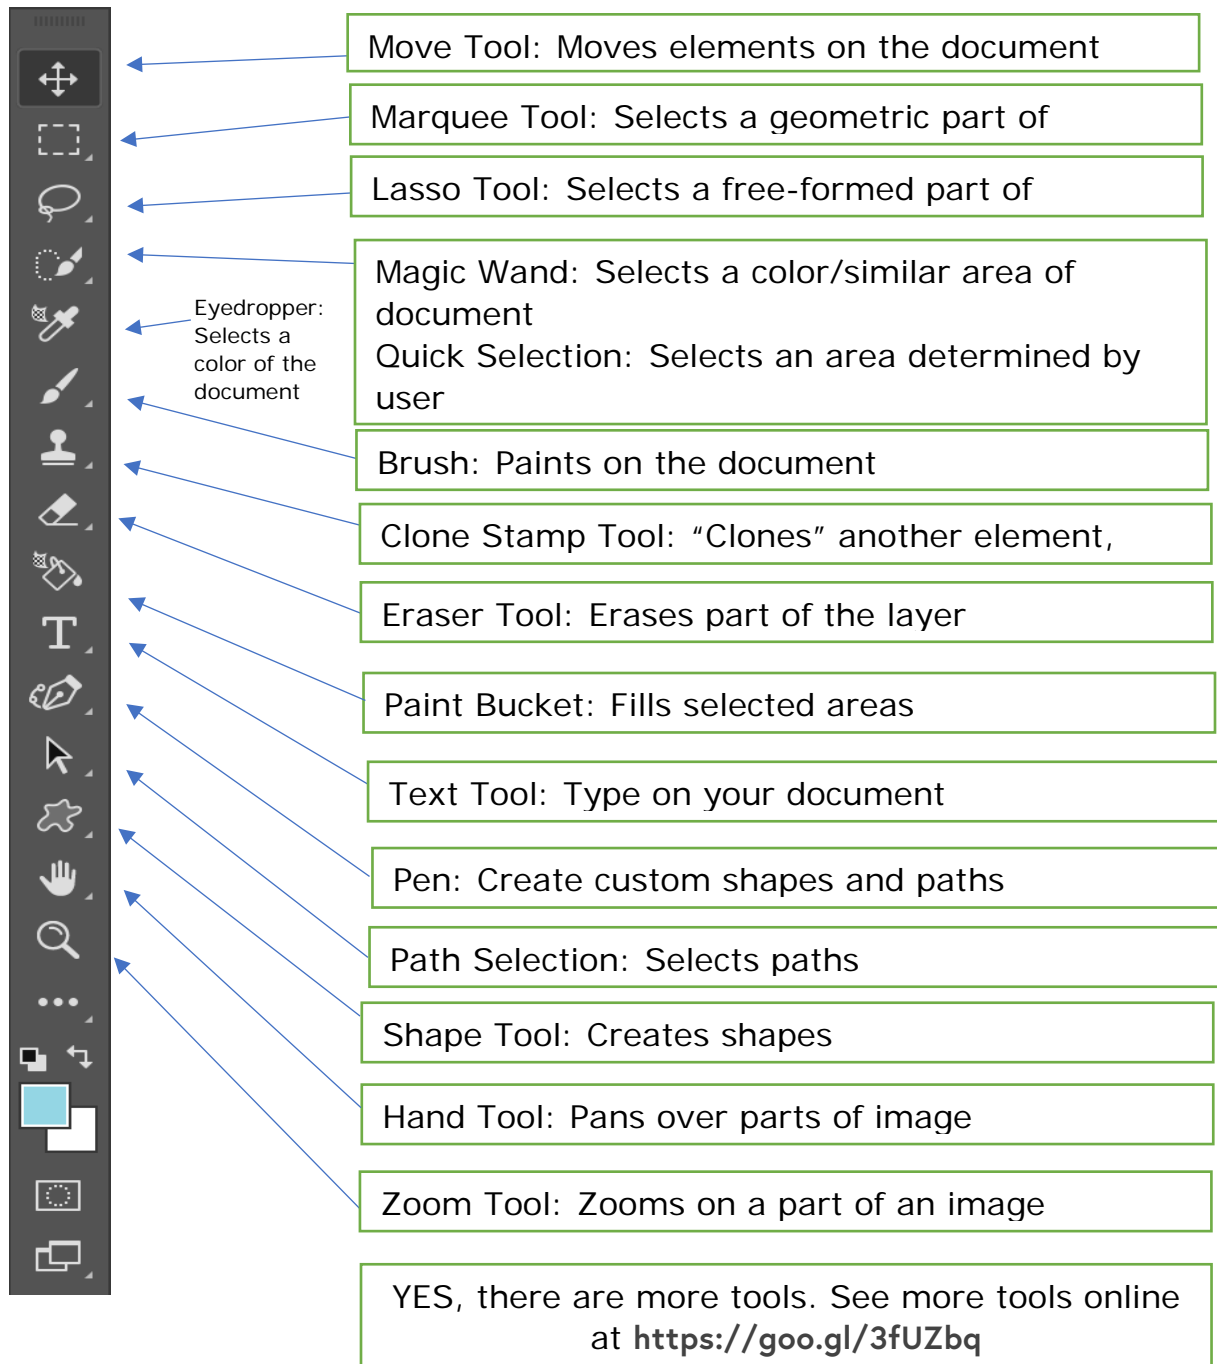 Move Tool: Moves elements on the document
Marquee Tool: Selects a geometric part of
Lasso Tool: Selects a free-formed part of
Magic Wand: Selects a color/similar area of
document
Quick Selection: Selects an area determined by
user
Eyedropper:
Selects a
color of the
document
Brush: Paints on the document
Clone Stamp Tool: “Clones” another element,
Eraser Tool: Erases part of the layer
Paint Bucket: Fills selected areas
Text Tool: Type on your document
Pen: Create custom shapes and paths
Path Selection: Selects paths
Shape Tool: Creates shapes
Hand Tool: Pans over parts of image
Zoom Tool: Zooms on a part of an image
YES, there are more tools. See more tools online
at https://goo.gl/3fUZbq